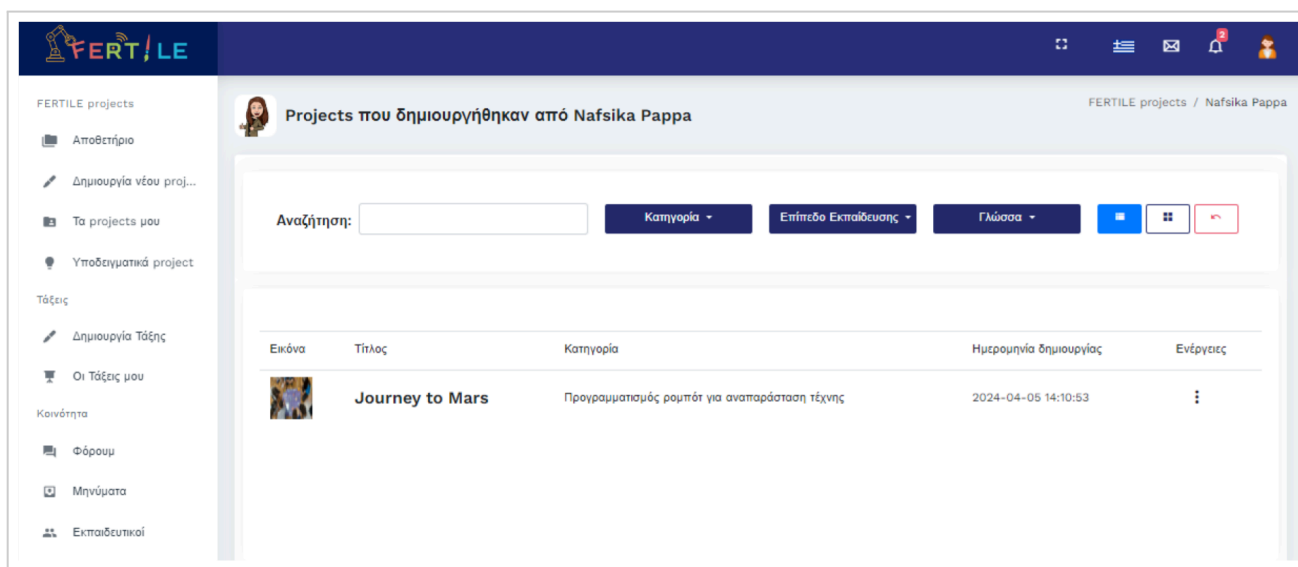 FERTILE
2
FERTILE projects
Αποθετήριο
Δημιουργία νέου proj...
Τα projects μου
Υποδειγματικά project
Τάξεις
Δημιουργία Τάξης
Οι Τάξεις μου
Κοινότητα
Φόρουμ
Μηνύματα
Εκπαιδευτικοί
Projects που δημιουργήθηκαν από Nafsika Pappa
FERTILE projects / Nafsika Pappa
Αναζήτηση: Κατηγορία Επίπεδο Εκπαίδευσης Γλώσσα
Εικόνα Τίτλος Κατηγορία Ημερομηνία δημιουργίας Ενέργειες
Journey to Mars Προγραμματισμός ρομπότ για αναπαράσταση τέχνης 2024-04-05 14:10:53